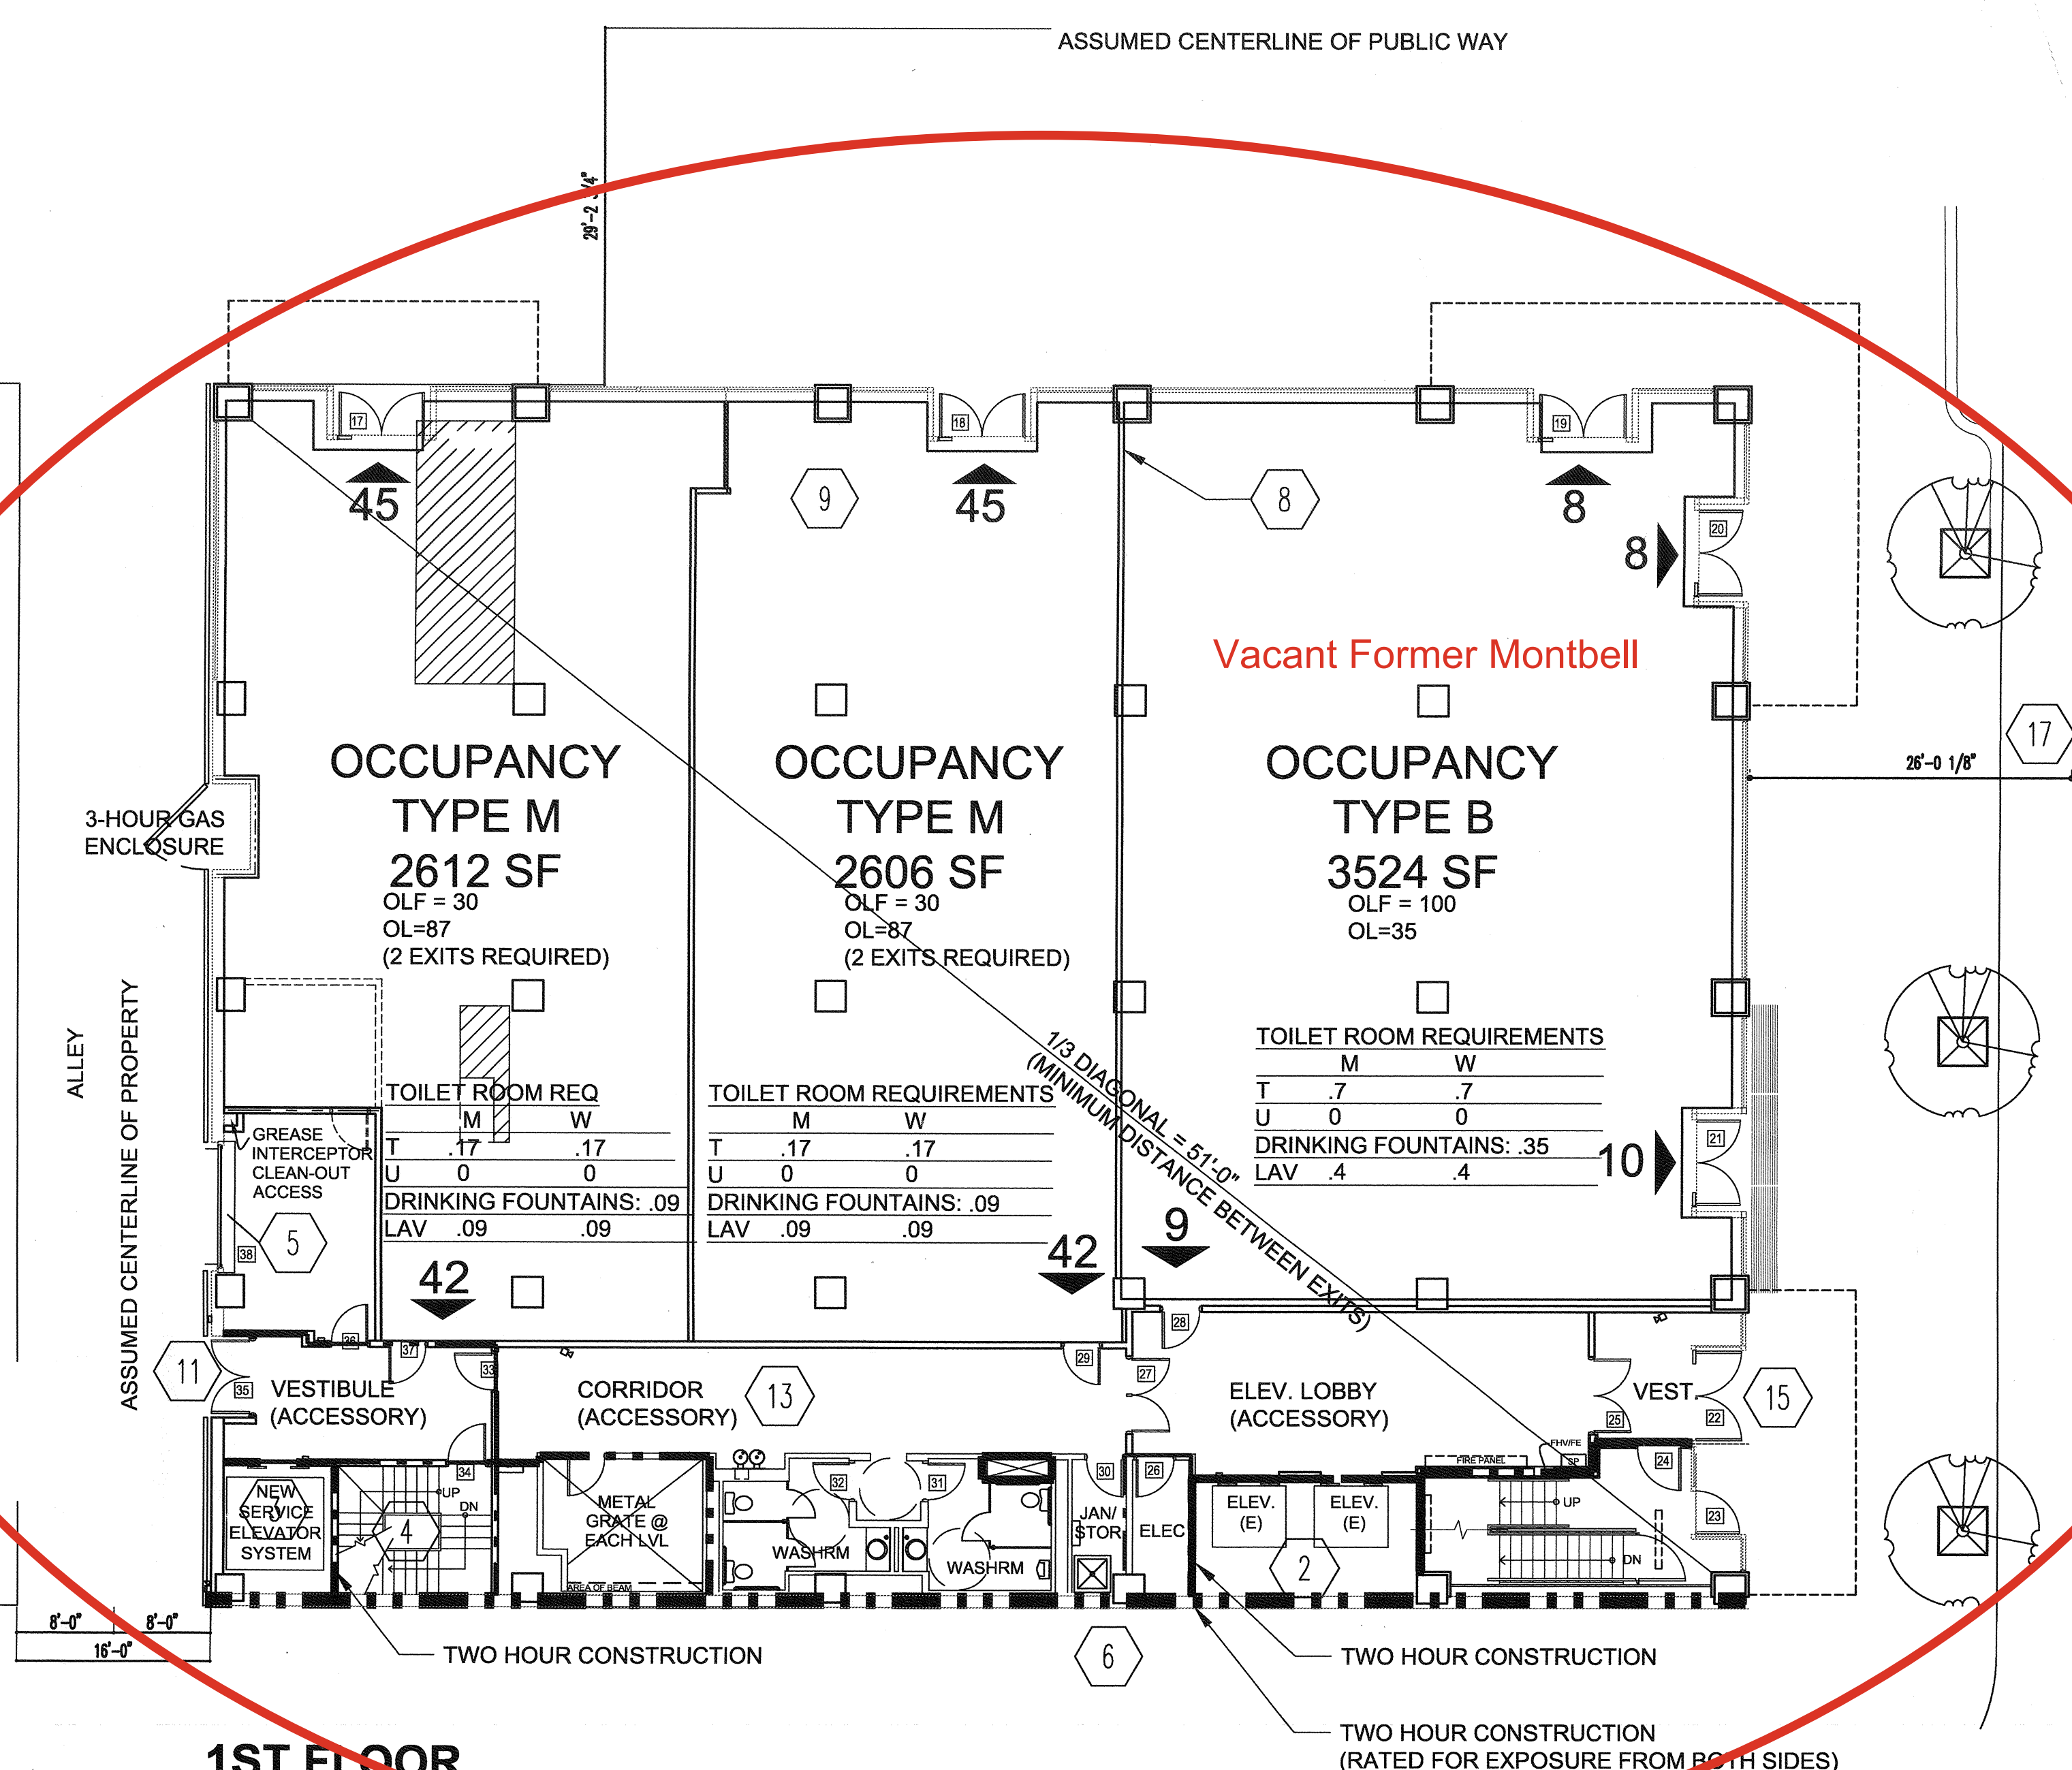 ASSUMED CENTERLINE OF PUBLIC WAY
17
18
19
45
45
8
9
8
20
8
Vacant Former Montbell
17
26'-0 1/8"
OCCUPANCY
TYPE M
2612 SF
OLF = 30
OL=87
(2 EXITS REQUIRED)
OCCUPANCY
TYPE M
2606 SF
OLF = 30
OL=87
(2 EXITS REQUIRED)
OCCUPANCY
TYPE B
3524 SF
OLF = 100
OL=35
3-HOUR GAS
ENCLOSURE
ALLEY
ASSUMED CENTERLINE OF PROPERTY
TOILET ROOM REQ
M W
T .17 .17
U 0 0
DRINKING FOUNTAINS: .09
LAV .09 .09
TOILET ROOM REQUIREMENTS
M W
T .17 .17
U 0 0
DRINKING FOUNTAINS: .09
LAV .09 .09
TOILET ROOM REQUIREMENTS
M W
T .7 .7
U 0 0
DRINKING FOUNTAINS: .35
LAV .4 .4
1/3 DIAGONAL = 51'-0"
(MINIMUM DISTANCE BETWEEN EXITS)
GREASE
INTERCEPTOR
CLEAN-OUT
ACCESS
5
38
21
10
42
42
9
36
37
33
29
28
27
11
35
VESTIBULE
(ACCESSORY)
CORRIDOR
(ACCESSORY)
13
ELEV. LOBBY
(ACCESSORY)
VEST.
25
22
15
34
32
31
30
26
FIRE PANEL
FHV/FE
SP
24
23
NEW
SERVICE
ELEVATOR
SYSTEM
3
4
UP
DN
METAL
GRATE @
EACH LVL
AREA OF BEAM
WASHRM
WASHRM
JAN/
STOR
ELEC
ELEV.
(E)
ELEV.
(E)
2
UP
DN
8'-0"
8'-0"
16'-0"
TWO HOUR CONSTRUCTION
6
TWO HOUR CONSTRUCTION
TWO HOUR CONSTRUCTION
(RATED FOR EXPOSURE FROM BOTH SIDES)
1ST FLOOR